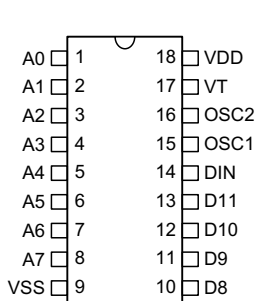 A0 1 18 VDD
A1 2 17 VT
A2 3 16 OSC2
A3 4 15 OSC1
A4 5 14 DIN
A5 6 13 D11
A6 7 12 D10
A7 8 11 D9
VSS 9 10 D8